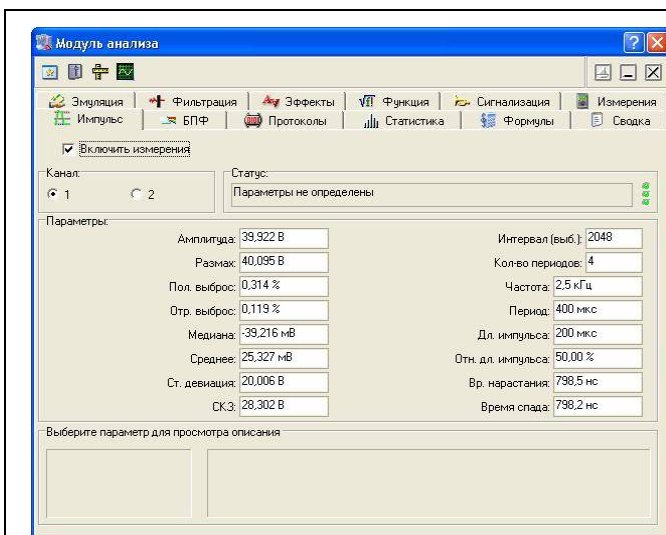 Модуль анализа
Эмуляция Фильтрация Эффекты Функция Сигнализация Измерения
Импульс БПФ Протоколы Статистика Формулы Сводка
Включить измерения
Канал:
1 2
Статус:
Параметры не определены
Параметры:
Амплитуда: 39,922 В
Размах: 40,095 В
Пол. выброс: 0,314 %
Отр. выброс: 0,119 %
Медиана: -39,216 мВ
Среднее: 25,327 мВ
Ст. девиация: 20,006 В
СКЗ: 28,302 В
Интервал (выб.): 2048
Кол-во периодов: 4
Частота: 2,5 кГц
Период: 400 мкс
Дл. импульса: 200 мкс
Отн. дл. импульса: 50,00 %
Вр. нарастания: 798,5 нс
Время спада: 798,2 нс
Выберите параметр для просмотра описания